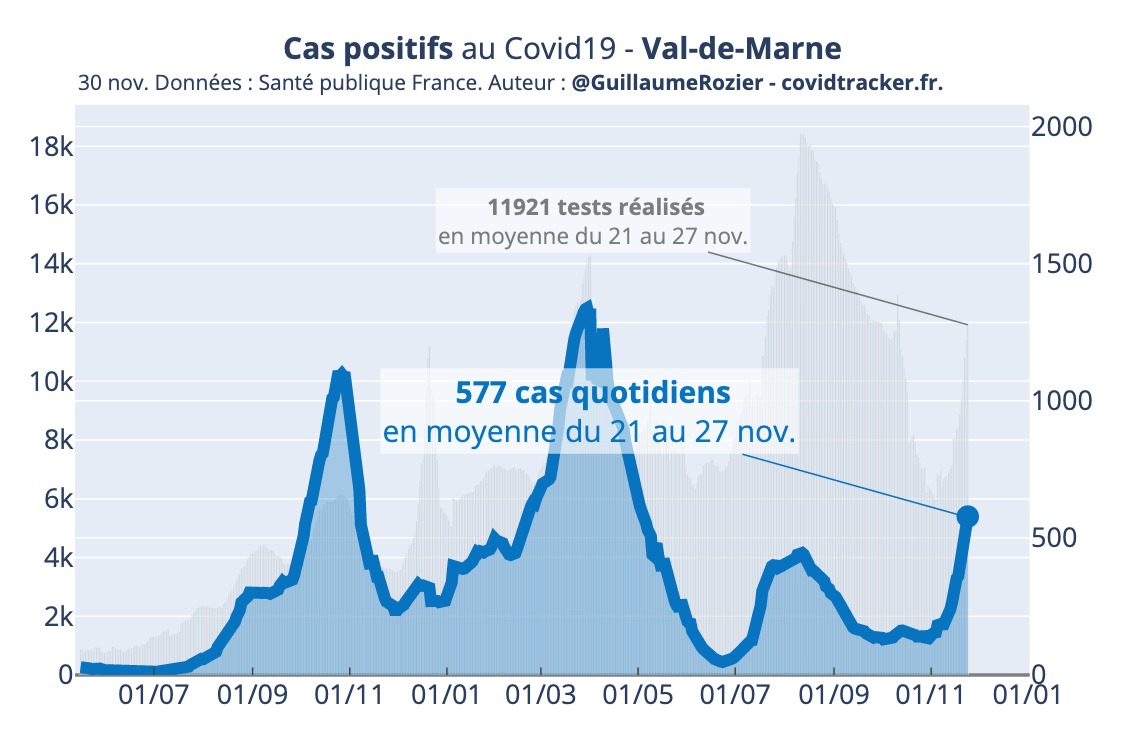 Cas positifs au Covid19 - Val-de-Marne
30 nov. Données : Santé publique France. Auteur : @GuillaumeRozier - covidtracker.fr.
18k
16k
14k
12k
10k
8k
6k
4k
2k
0
2000
1500
1000
500
0
11921 tests réalisés
en moyenne du 21 au 27 nov.
577 cas quotidiens
en moyenne du 21 au 27 nov.
01/07 01/09 01/11 01/01 01/03 01/05 01/07 01/09 01/11 01/01